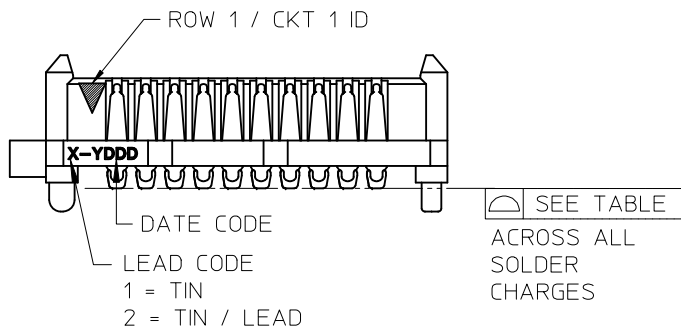 ROW 1 / CKT 1 ID
X-YDDD
SEE TABLE
DATE CODE
ACROSS ALL
SOLDER
CHARGES
LEAD CODE
1 = TIN
2 = TIN / LEAD